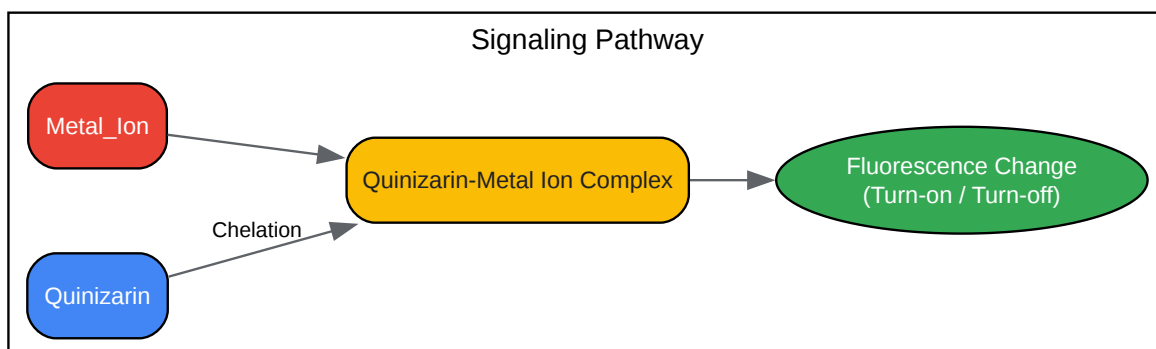 Signaling Pathway
Metal_Ion
Quinizarin-Metal Ion Complex
Fluorescence Change
(Turn-on / Turn-off)
Chelation
Quinizarin